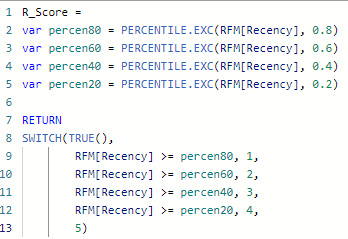 1 R_Score =
2 var percen80 = PERCENTILE.EXC(RFM[Recency], 0.8)
3 var percen60 = PERCENTILE.EXC(RFM[Recency], 0.6)
4 var percen40 = PERCENTILE.EXC(RFM[Recency], 0.4)
5 var percen20 = PERCENTILE.EXC(RFM[Recency], 0.2)
6
7 RETURN
8 SWITCH(TRUE(),
9 RFM[Recency] >= percen80, 1,
10 RFM[Recency] >= percen60, 2,
11 RFM[Recency] >= percen40, 3,
12 RFM[Recency] >= percen20, 4,
13 5)